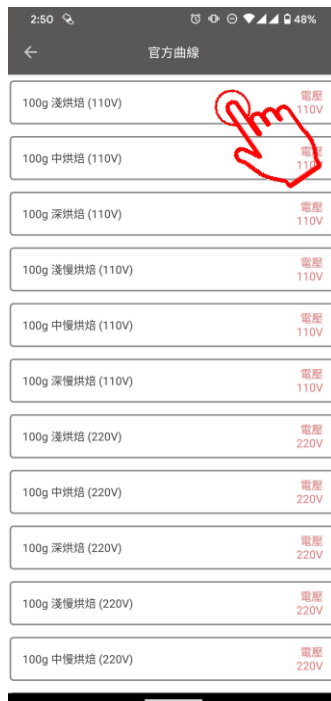 2:50 48%
官方曲線
100g 淺烘焙 (110V)
電壓
110V
100g 中烘焙 (110V)
電壓
110V
100g 深烘焙 (110V)
電壓
110V
100g 淺慢烘焙 (110V)
電壓
110V
100g 中慢烘焙 (110V)
電壓
110V
100g 深慢烘焙 (110V)
電壓
110V
100g 淺烘焙 (220V)
電壓
220V
100g 中烘焙 (220V)
電壓
220V
100g 深烘焙 (220V)
電壓
220V
100g 淺慢烘焙 (220V)
電壓
220V
100g 中慢烘焙 (220V)
電壓
220V